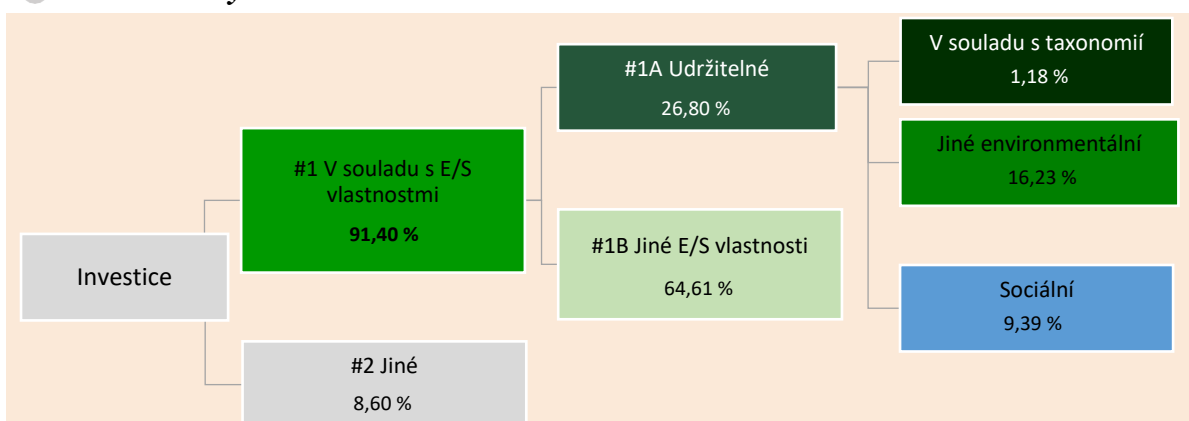 Investice
#1 V souladu s E/S
vlastnostmi
91,40 %
#2 Jiné
8,60 %
#1A Udržitelné
26,80 %
#1B Jiné E/S vlastnosti
64,61 %
V souladu s taxonomií
1,18 %
Jiné environmentální
16,23 %
Sociální
9,39 %